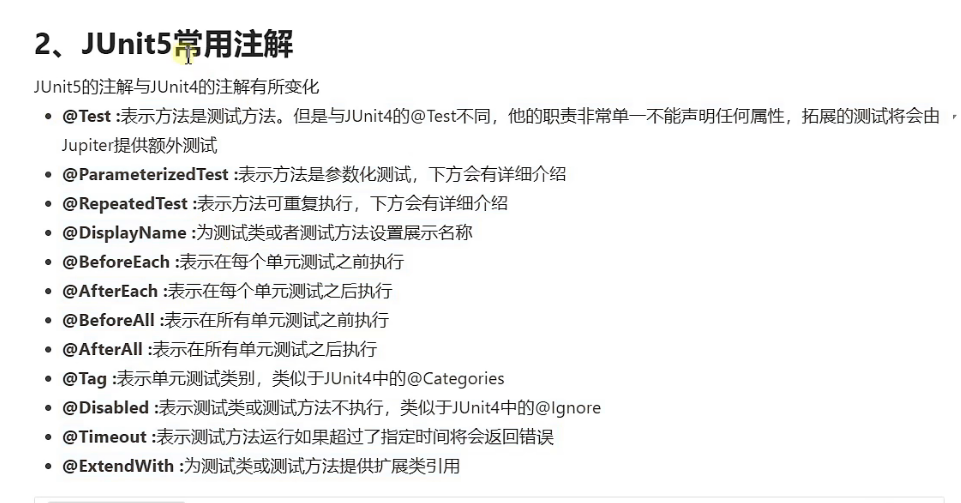 2、JUnit5常用注解
JUnit5的注解与JUnit4的注解有所变化
• @Test :表示方法是测试方法。但是与JUnit4的@Test不同，他的职责非常单一不能声明任何属性，拓展的测试将会由
Jupiter提供额外测试
• @ParameterizedTest :表示方法是参数化测试，下方会有详细介绍
• @RepeatedTest :表示方法可重复执行，下方会有详细介绍
• @DisplayName :为测试类或者测试方法设置展示名称
• @BeforeEach :表示在每个单元测试之前执行
• @AfterEach :表示在每个单元测试之后执行
• @BeforeAll :表示在所有单元测试之前执行
• @AfterAll :表示在所有单元测试之后执行
• @Tag :表示单元测试类别，类似于JUnit4中的@Categories
• @Disabled :表示测试类或测试方法不执行，类似于JUnit4中的@Ignore
• @Timeout :表示测试方法运行如果超过了指定时间将会返回错误
• @ExtendWith :为测试类或测试方法提供扩展类引用